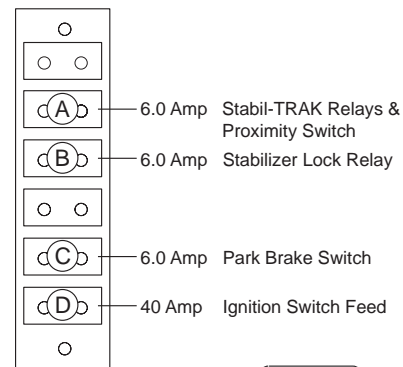 A 6.0 Amp Stabil-TRAK Relays &
Proximity Switch
B 6.0 Amp Stabilizer Lock Relay
C 6.0 Amp Park Brake Switch
D 40 Amp Ignition Switch Feed